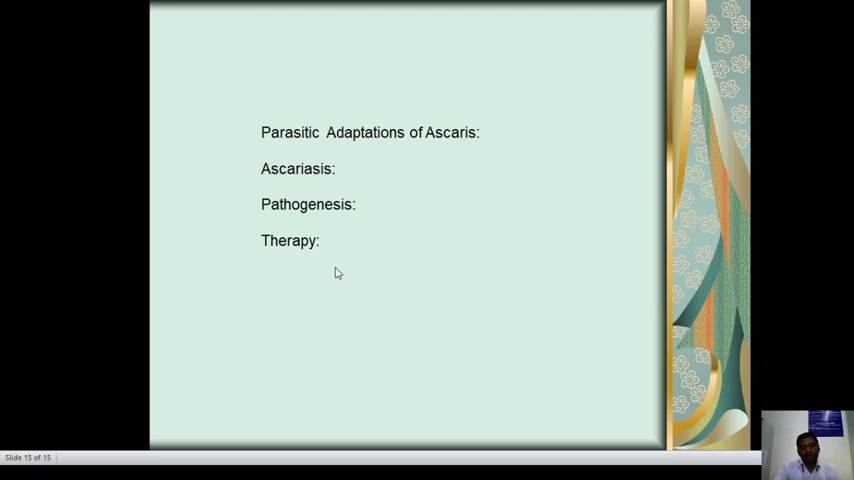 Parasitic Adaptations of Ascaris:
Ascariasis:
Pathogenesis:
Therapy:
Slide 15 of 15